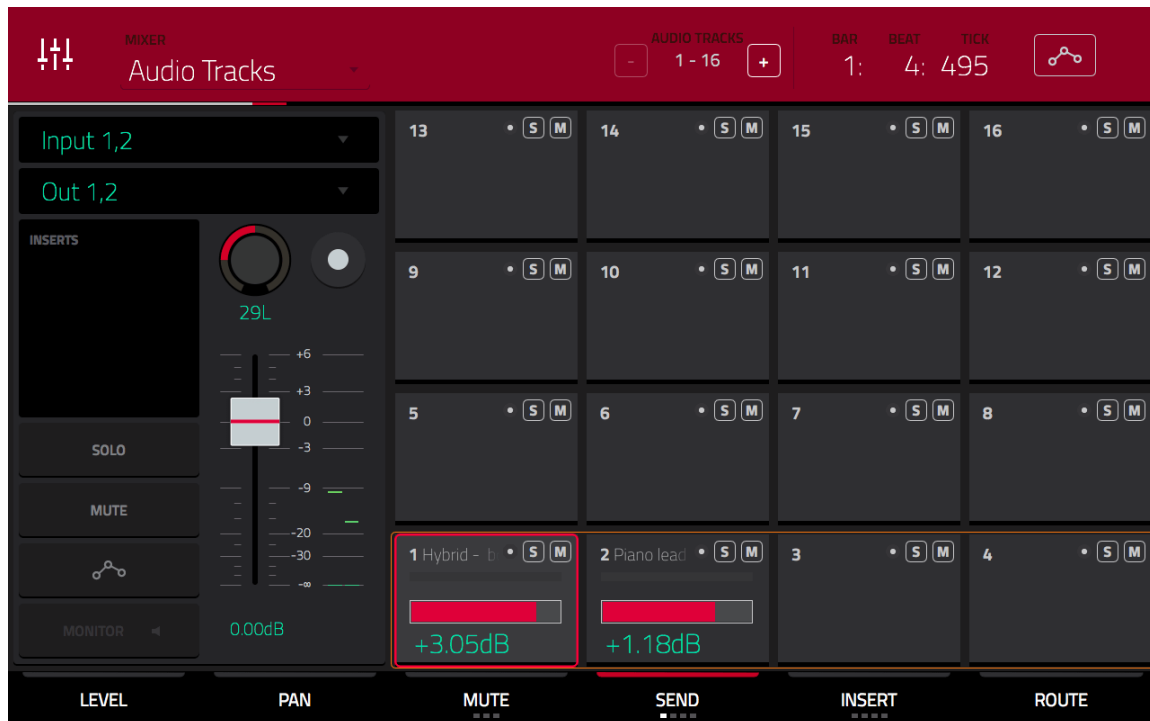 MIXER
Audio Tracks
AUDIO TRACKS
- 1 - 16 +
BAR BEAT TICK
1: 4: 495
Input 1,2
Out 1,2
INSERTS
29L
+6
+3
0
-3
-9
-20
-30
-∞
0.00dB
SOLO
MUTE
MONITOR
13 S M
14 S M
15 S M
16 S M
9 S M
10 S M
11 S M
12 S M
5 S M
6 S M
7 S M
8 S M
1 Hybrid - S M
2 Piano lead S M
3 S M
4 S M
+3.05dB
+1.18dB
LEVEL PAN MUTE SEND INSERT ROUTE